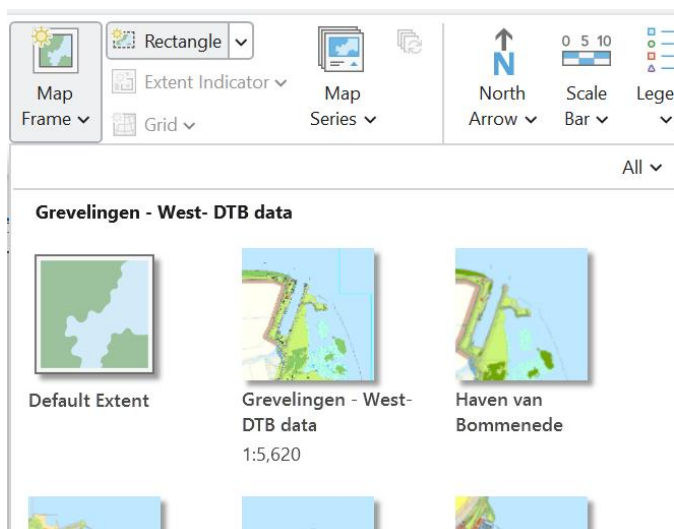 Rectangle
Extent Indicator
Grid
Map
Frame
Map
Series
N
North
Arrow
0 5 10
Scale
Bar
Lege
All
Grevelingen - West- DTB data
Default Extent
Grevelingen - West-
DTB data
1:5,620
Haven van
Bommenede